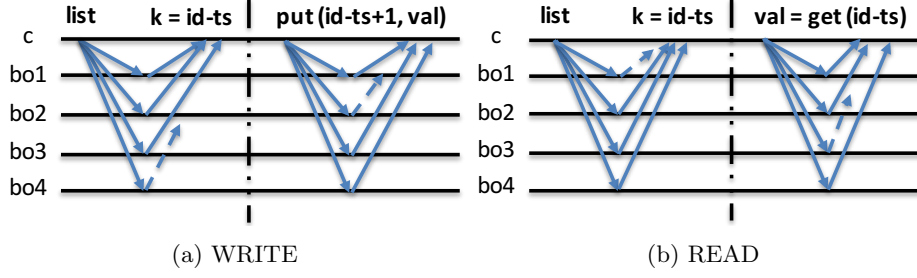 list k = id-ts put (id-ts+1, val)
c
bo1
bo2
bo3
bo4
(a) WRITE
list k = id-ts val = get (id-ts)
c
bo1
bo2
bo3
bo4
(b) READ